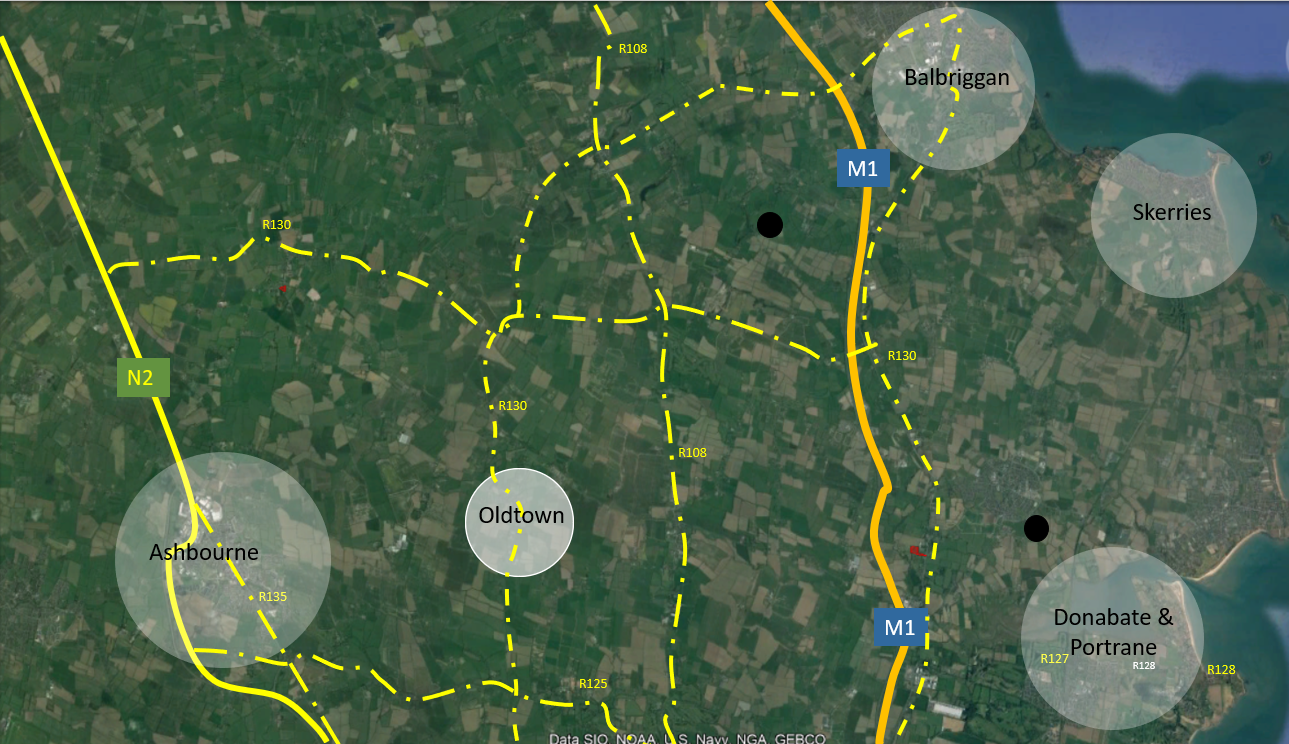 R108
Balbriggan
M1
Skerries
R130
R130
N2
R130
R108
Oldtown
Ashbourne
R135
M1
Donabate &
Portrane
R127
R128
R128
R125
Data SIO, NOAA, U.S. Navy, NGA, GEBCO